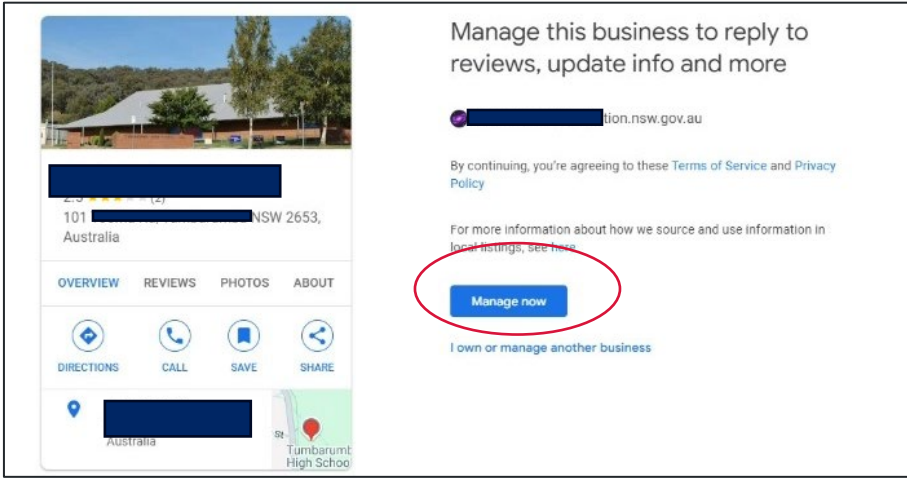 Manage this business to reply to
reviews, update info and more
tion.nsw.gov.au
By continuing, you're agreeing to these Terms of Service and Privacy
Policy
For more information about how we source and use information in
local listings, see here
Manage now
I own or manage another business
(2)
101 NSW 2653,
Australia
OVERVIEW REVIEWS PHOTOS ABOUT
DIRECTIONS CALL SAVE SHARE
Australia
St
Tumbarumb
High Schoo